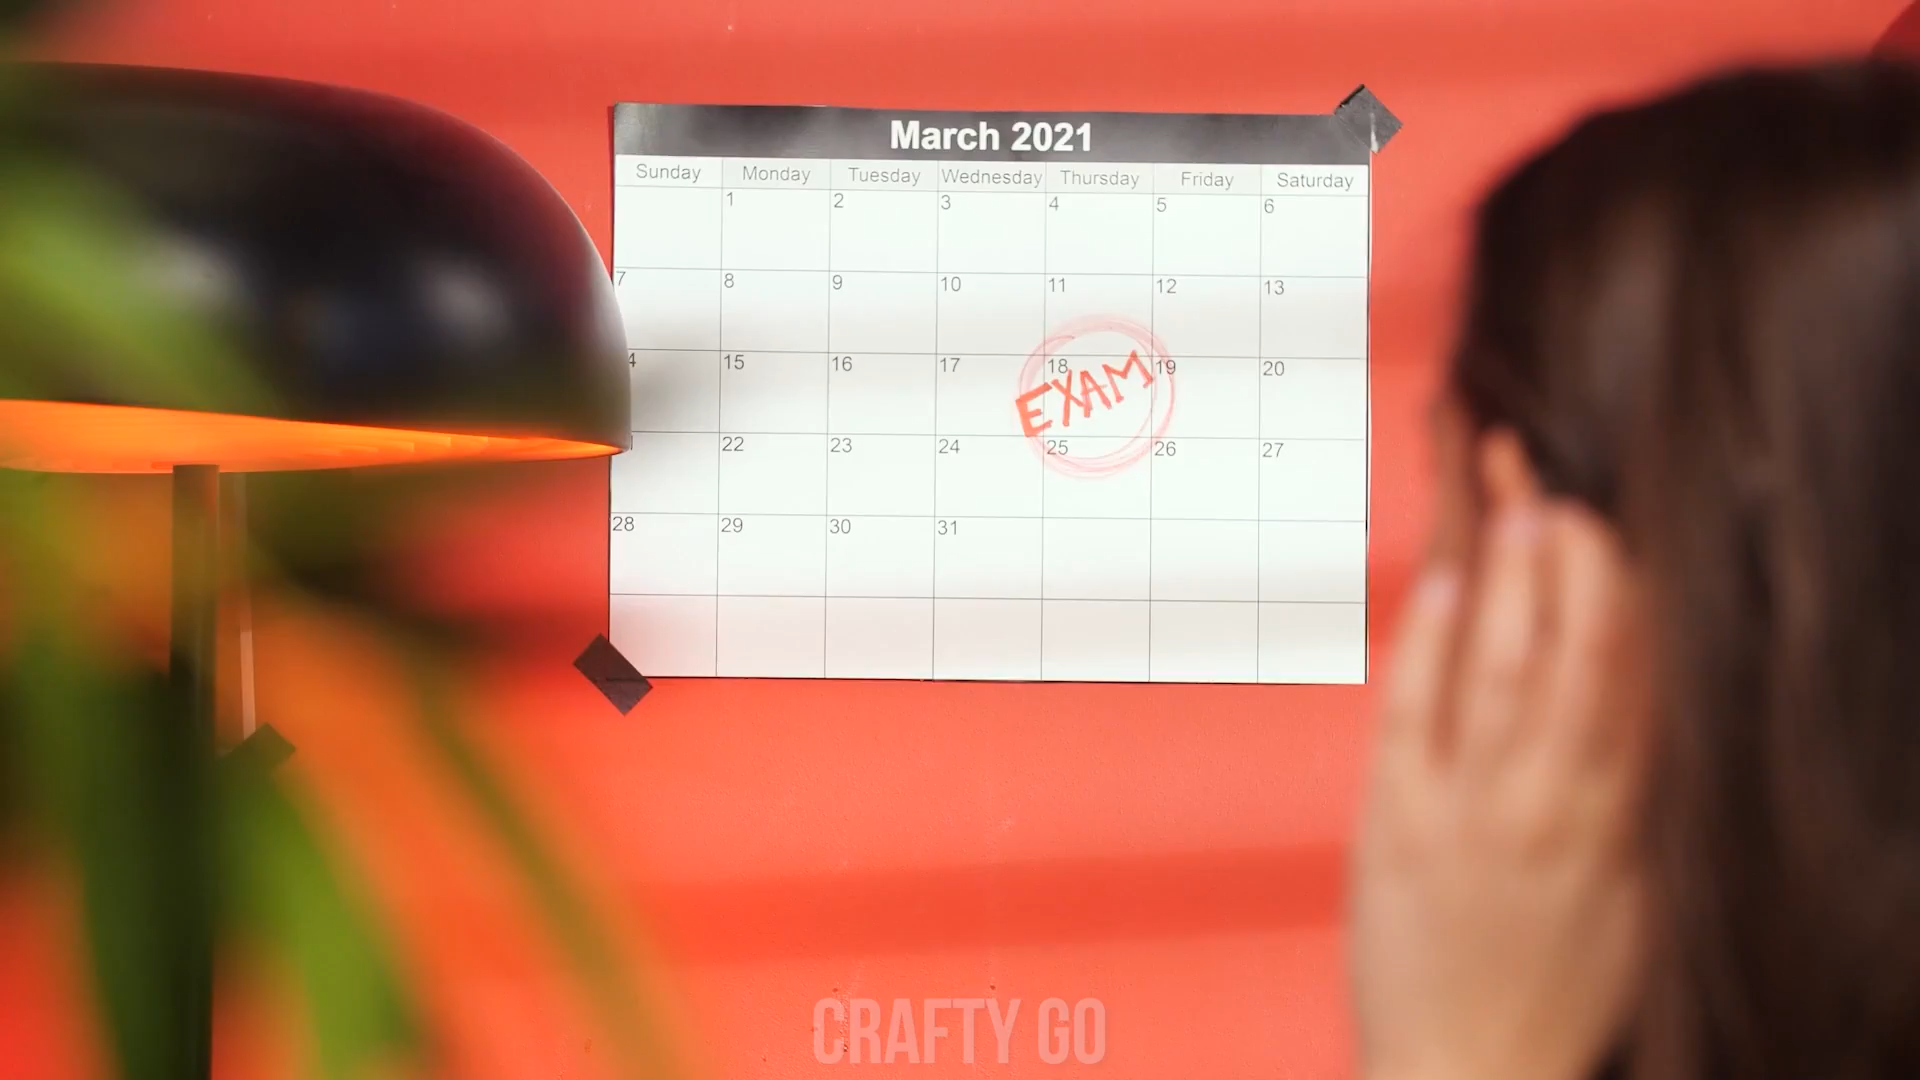 March 2021
Sunday Monday Tuesday Wednesday Thursday Friday Saturday
1 2 3 4 5 6
7 8 9 10 11 12 13
4 15 16 17 18 19 20
EXAM
22 23 24 25 26 27
28 29 30 31
CRAFTY GO